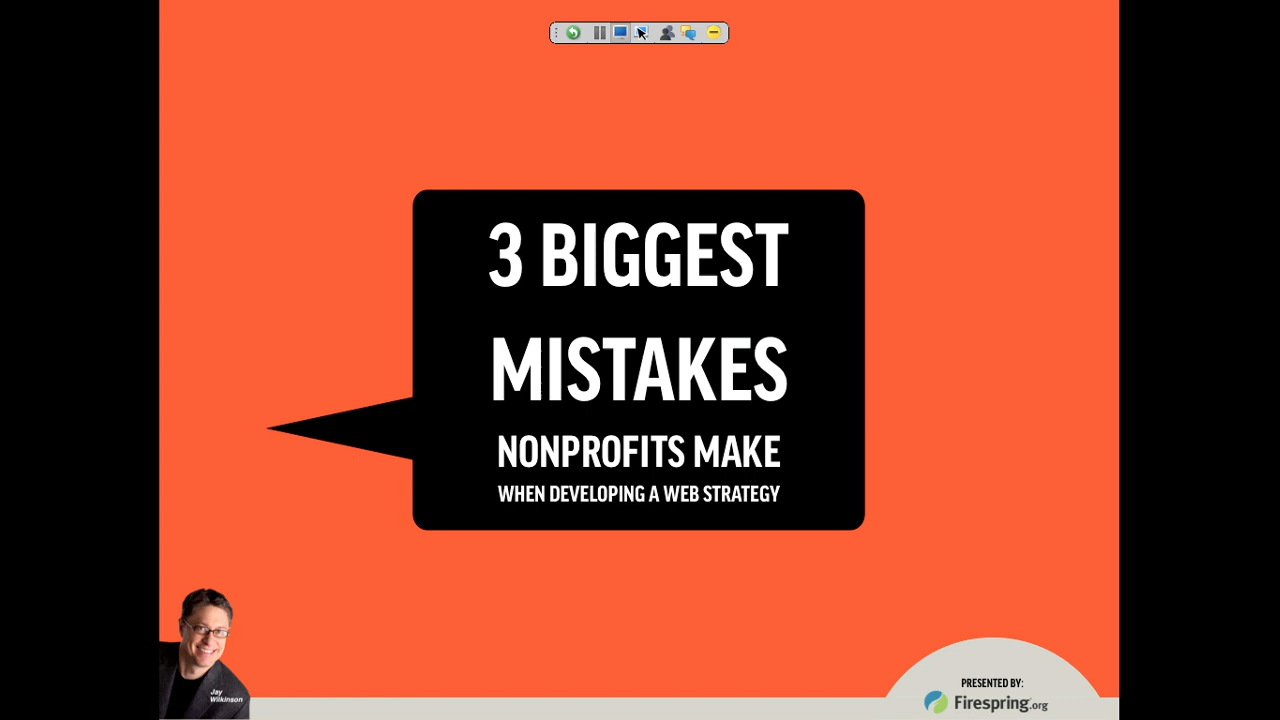 3 BIGGEST
MISTAKES
NONPROFITS MAKE
WHEN DEVELOPING A WEB STRATEGY
Jay
Wilkinson
PRESENTED BY:
Firespring.org